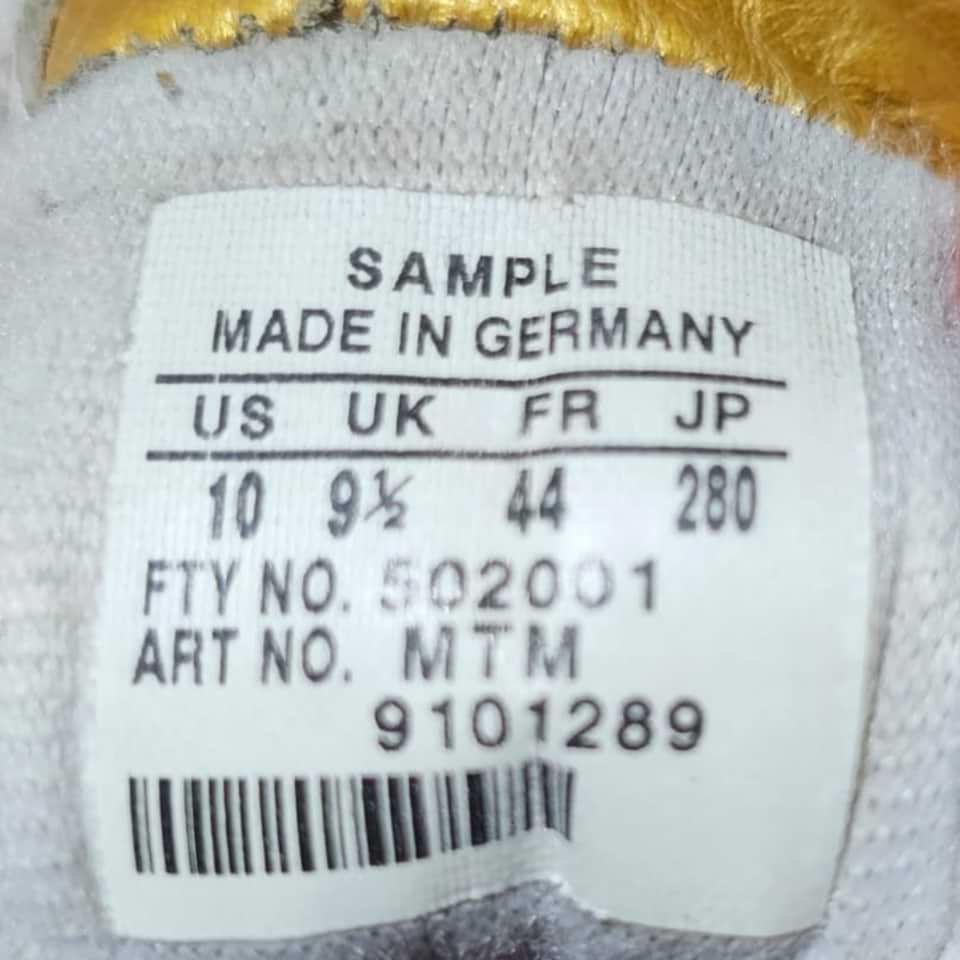 SAMPLE
MADE IN GERMANY
US UK FR JP
10 9½ 44 280
FTY NO. 502001
ART NO. MTM
9101289